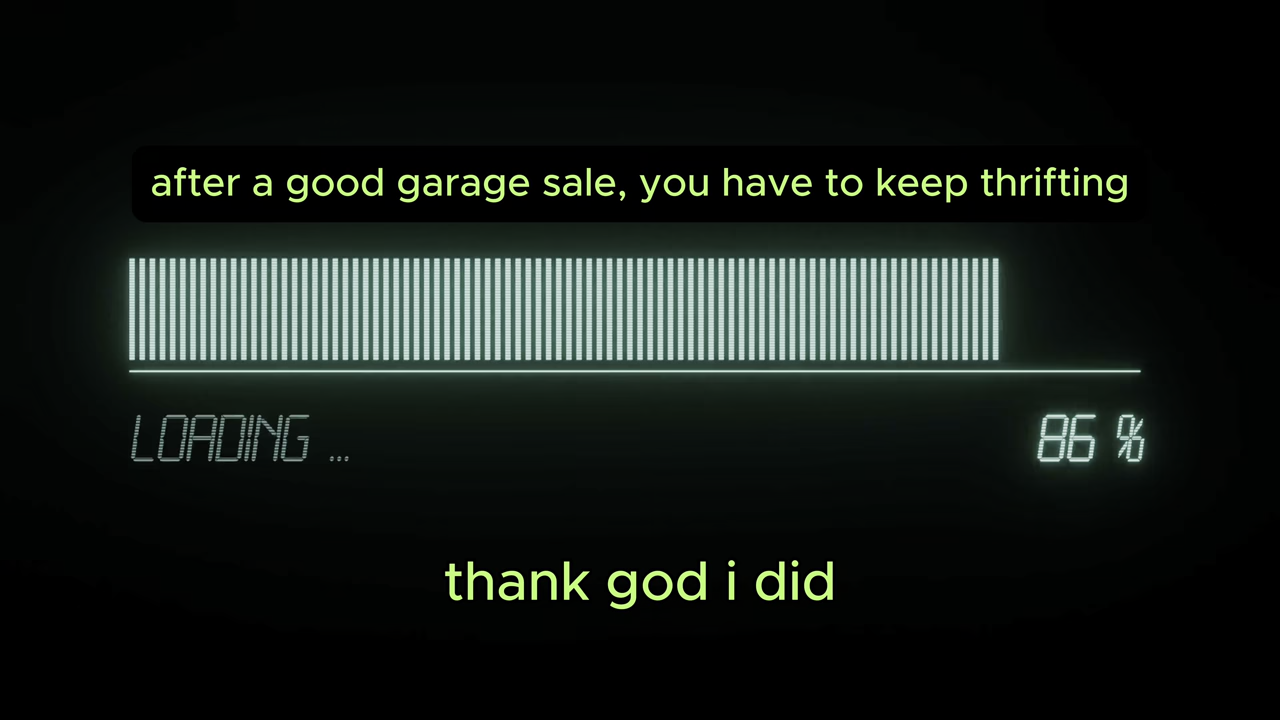 after a good garage sale, you have to keep thrifting
LOADING ... 86 %
thank god i did